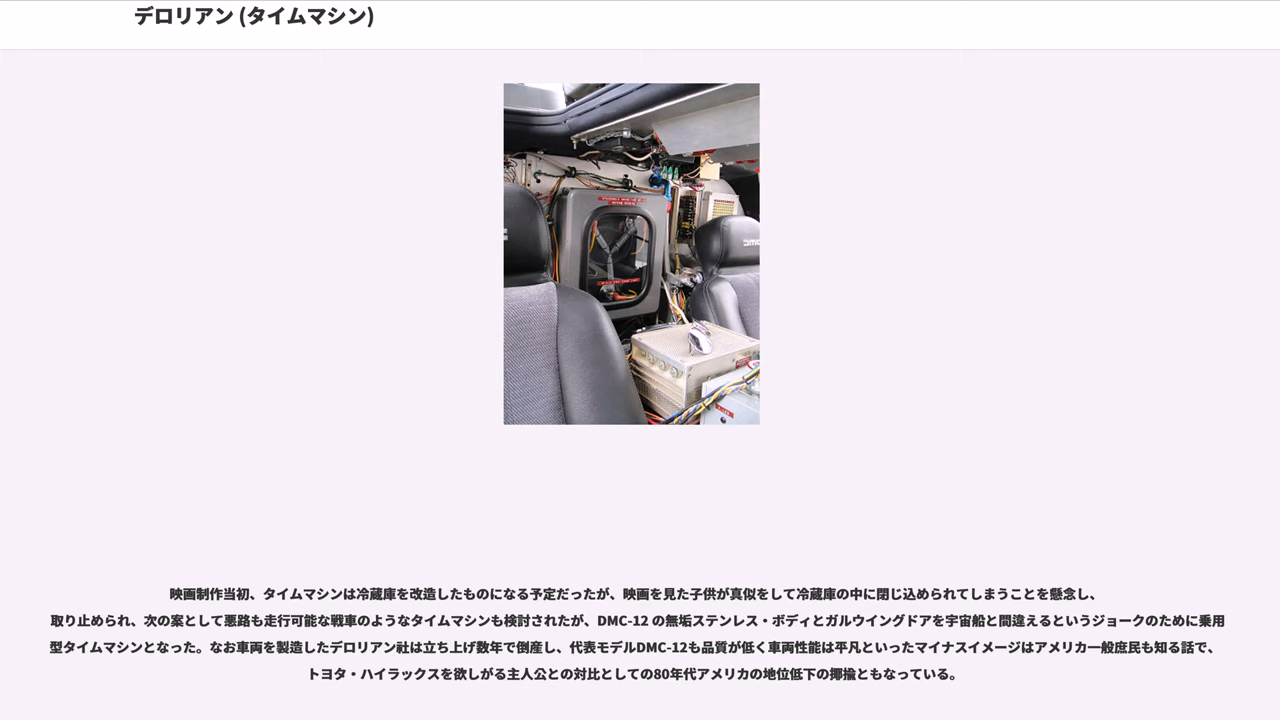 デロリアン (タイムマシン)
映画制作当初、タイムマシンは冷蔵庫を改造したものになる予定だったが、映画を見た子供が真似をして冷蔵庫の中に閉じ込められてしまうことを懸念し、
取り止められ、次の案として悪路も走行可能な戦車のようなタイムマシンも検討されたが、DMC-12 の無垢ステンレス・ボディとガルウイングドアを宇宙船と間違えるというジョークのために乗用
型タイムマシンとなった。なお車両を製造したデロリアン社は立ち上げ数年で倒産し、代表モデルDMC-12も品質が低く車両性能は平凡といったマイナスイメージはアメリカ一般庶民も知る話で、
トヨタ・ハイラックスを欲しがる主人公との対比としての80年代アメリカの地位低下の揶揄ともなっている。